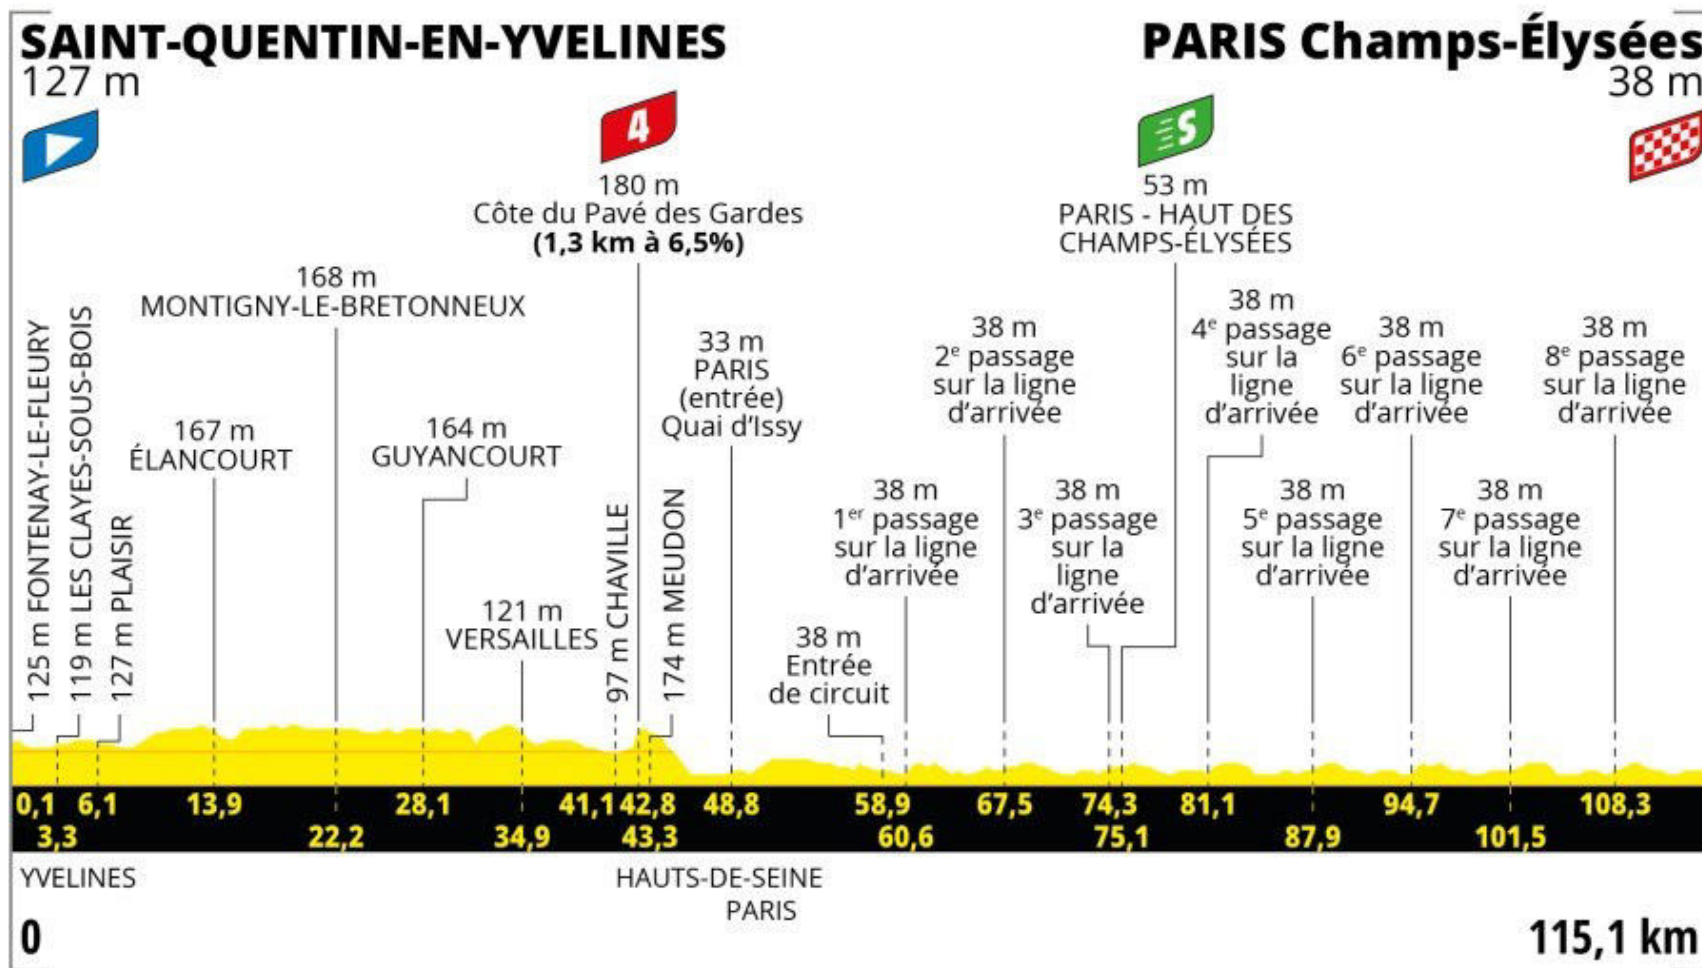 SAINT-QUENTIN-EN-YVELINES
127 m
PARIS Champs-Élysées
38 m
4
180 m
Côte du Pavé des Gardes
(1,3 km à 6,5%)
S
53 m
PARIS - HAUT DES
CHAMPS-ÉLYSÉES
125 m FONTENAY-LE-FLEURY
119 m LES CLAYES-SOUS-BOIS
127 m PLAISIR
167 m
ÉLANCOURT
168 m
MONTIGNY-LE-BRETONNEUX
164 m
GUYANCOURT
121 m
VERSAILLES
97 m CHAVILLE
174 m MEUDON
33 m
PARIS
(entrée)
Quai d'Issy
38 m
Entrée
de circuit
38 m
1er passage
sur la ligne
d'arrivée
38 m
2e passage
sur la ligne
d'arrivée
38 m
3e passage
sur la
ligne
d'arrivée
38 m
4e passage
sur la
ligne
d'arrivée
38 m
5e passage
sur la ligne
d'arrivée
38 m
6e passage
sur la ligne
d'arrivée
38 m
7e passage
sur la ligne
d'arrivée
38 m
8e passage
sur la ligne
d'arrivée
0,1 6,1 13,9 28,1 41,1 42,8 48,8 58,9 67,5 74,3 81,1 94,7 108,3
3,3 22,2 34,9 43,3 60,6 75,1 87,9 101,5
YVELINES
HAUTS-DE-SEINE
PARIS
0
115,1 km